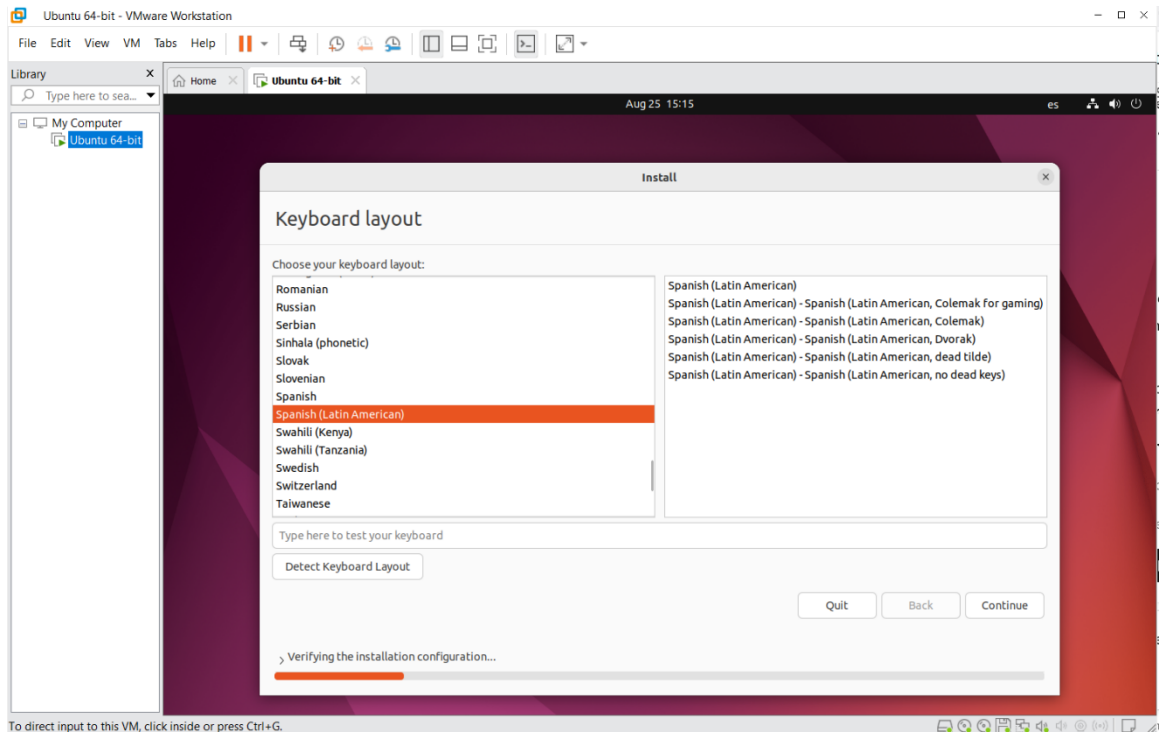 Ubuntu 64-bit - VMware Workstation
File Edit View VM Tabs Help
Library X
Home
Ubuntu 64-bit
Type here to sea...
My Computer
Ubuntu 64-bit
Aug 25 15:15
es
Install
Keyboard layout
Choose your keyboard layout:
Romanian
Russian
Serbian
Sinhala (phonetic)
Slovak
Slovenian
Spanish
Spanish (Latin American)
Swahili (Kenya)
Swahili (Tanzania)
Swedish
Switzerland
Taiwanese
Spanish (Latin American)
Spanish (Latin American) - Spanish (Latin American, Colemak for gaming)
Spanish (Latin American) - Spanish (Latin American, Colemak)
Spanish (Latin American) - Spanish (Latin American, Dvorak)
Spanish (Latin American) - Spanish (Latin American, dead tilde)
Spanish (Latin American) - Spanish (Latin American, no dead keys)
Type here to test your keyboard
Detect Keyboard Layout
Quit Back Continue
Verifying the installation configuration...
To direct input to this VM, click inside or press Ctrl+G.